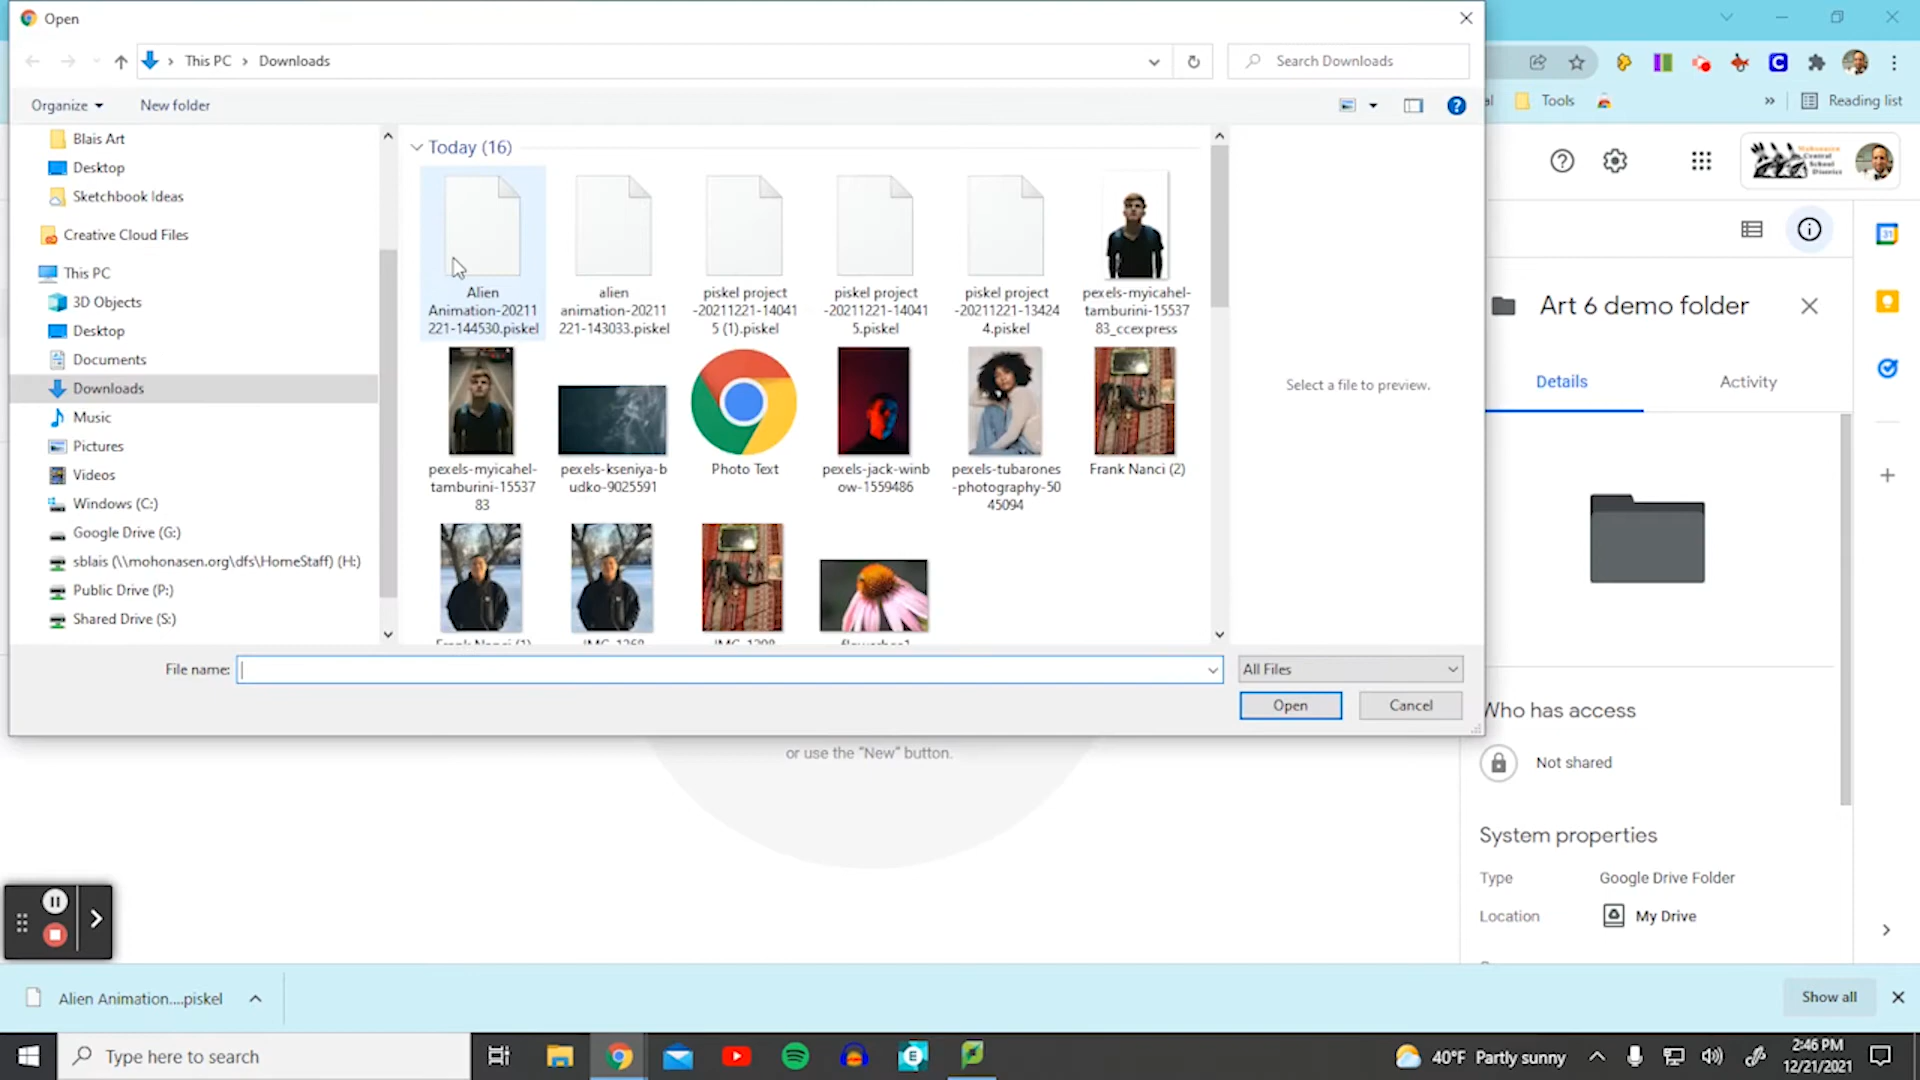 Open
This PC
Downloads
Search Downloads
Organize
New folder
Tools
Reading list
Blais Art
Desktop
Sketchbook Ideas
Creative Cloud Files
This PC
3D Objects
Desktop
Documents
Downloads
Music
Pictures
Videos
Windows (C:)
Google Drive (G:)
sblais (\\mohonasen.org\dfs\HomeStaff) (H:)
Public Drive (P:)
Shared Drive (S:)
Today (16)
Alien
Animation-20211
221-144530.piskel
alien
animation-20211
221-143033.piskel
piskel project
-20211221-14041
5 (1).piskel
piskel project
-20211221-14041
5.piskel
piskel project
-20211221-13424
4.piskel
pexels-myicahel-
tamburini-15537
83_ccexpress
pexels-myicahel-
tamburini-15537
83
pexels-kseniya-b
udko-9025591
Photo Text
pexels-jack-winb
ow-1559486
pexels-tubarones
-photography-50
45094
Frank Nanci (2)
Select a file to preview.
File name:
All Files
Open
Cancel
or use the “New” button.
Mohonasen
Central
School
District
31
Art 6 demo folder
Details
Activity
Who has access
Not shared
System properties
Type
Google Drive Folder
Location
My Drive
Alien Animation....piskel
Show all
Type here to search
40°F Partly sunny
2:46 PM
12/21/2021